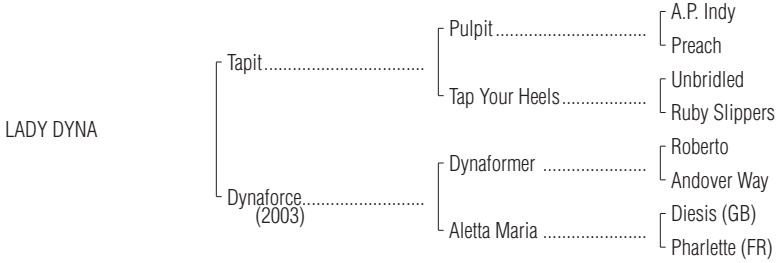 A.P. Indy
Pulpit..................................
Preach
Tapit....................................
Unbridled
Tap Your Heels...................
Ruby Slippers
LADY DYNA
Roberto
Dynaformer .......................
Andover Way
Dynaforce...........................
(2003)
Diesis (GB)
Aletta Maria .......................
Pharlette (FR)